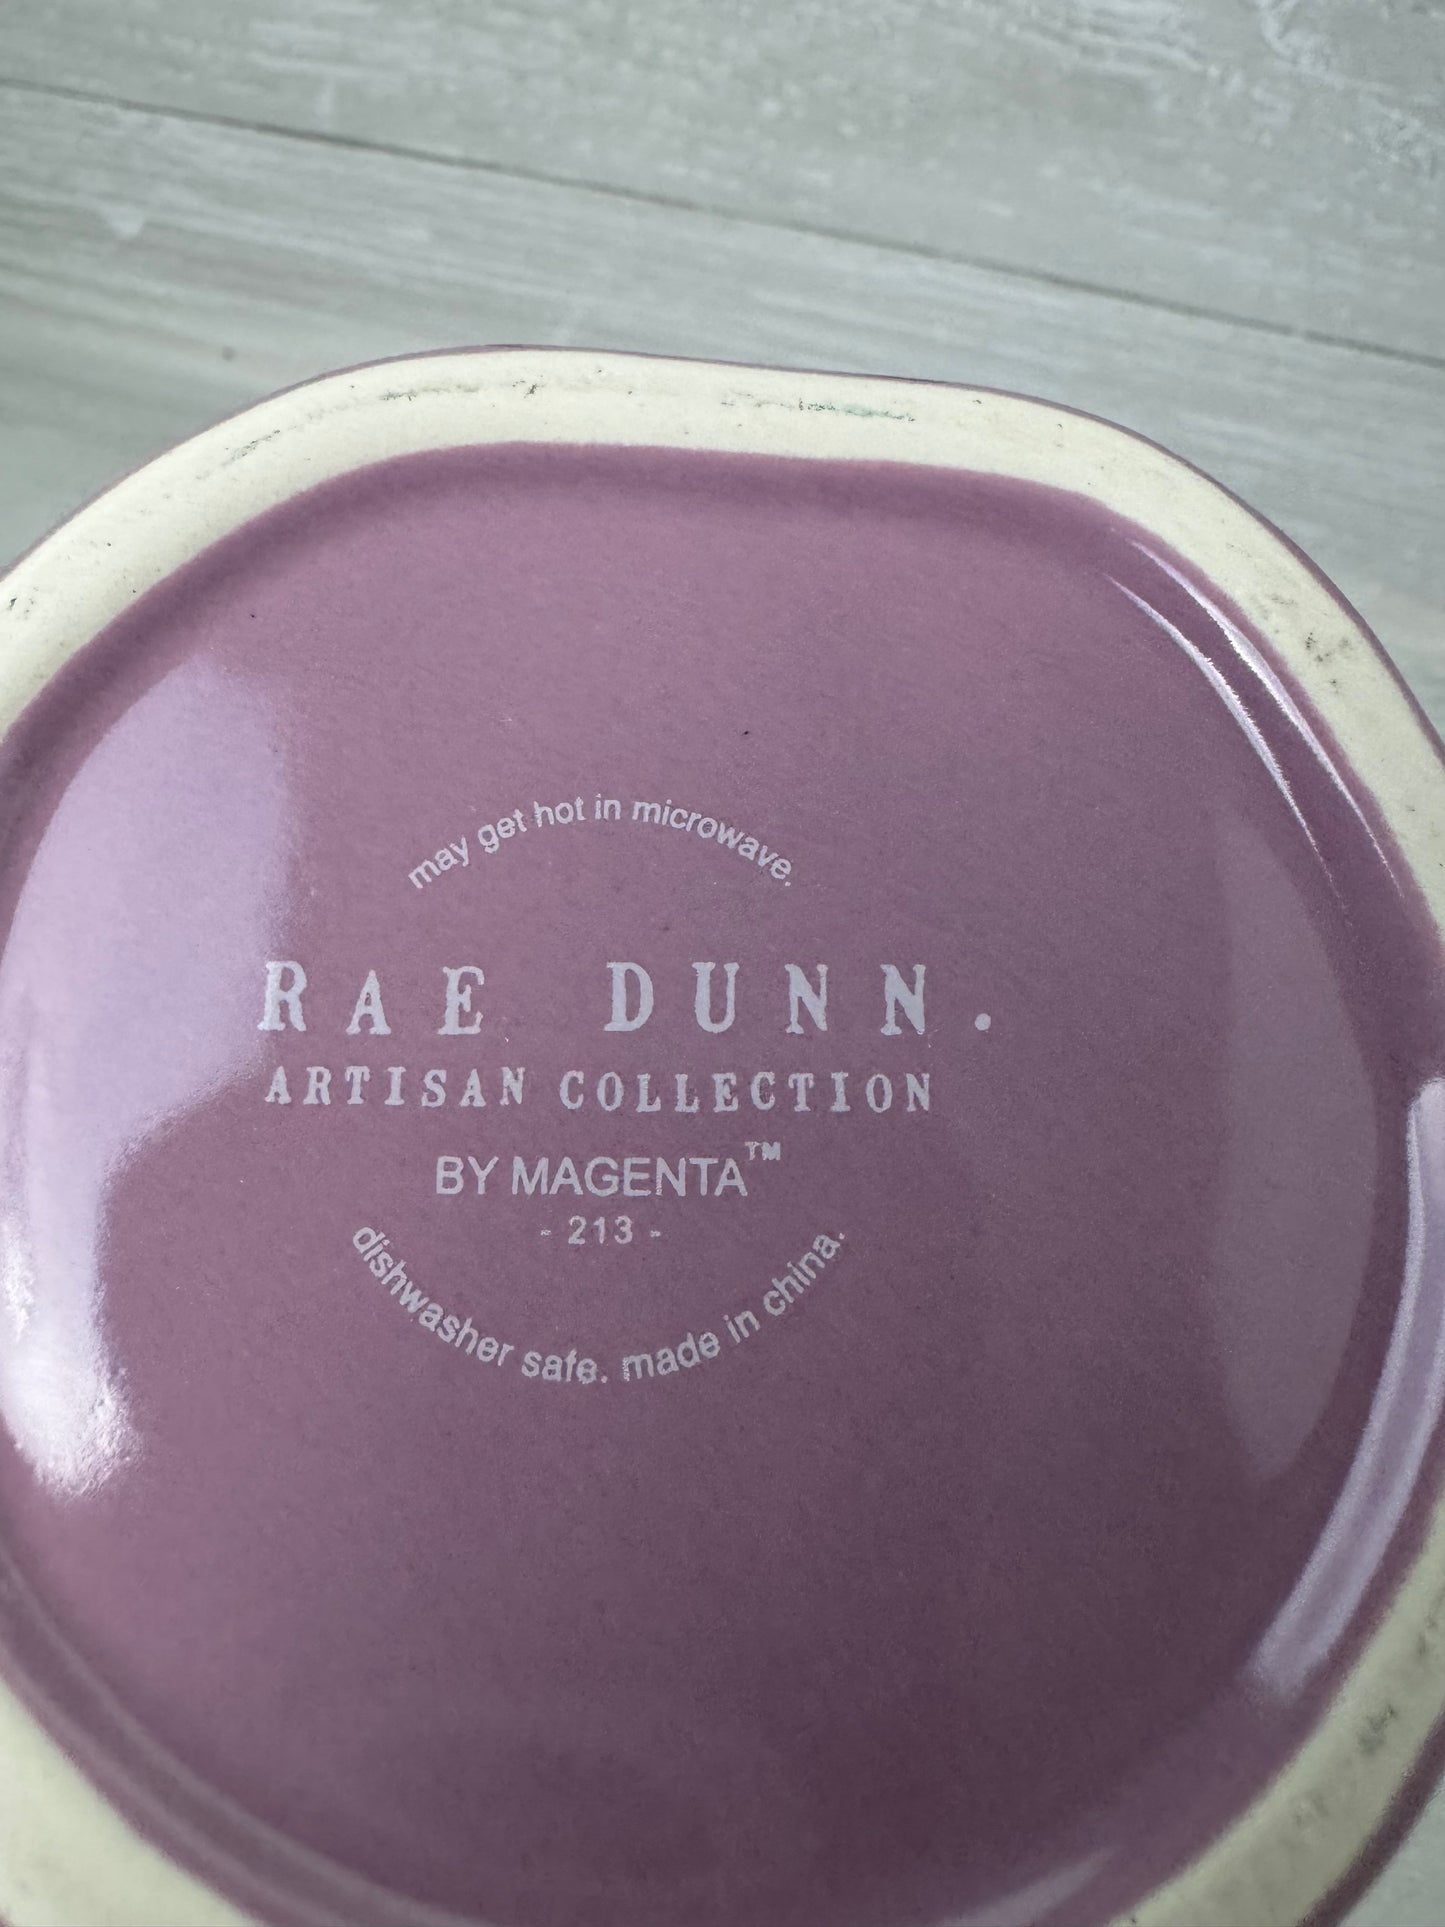 may get hot in microwave.
RAE DUNN.
ARTISAN COLLECTION
BY MAGENTA™
- 213 -
dishwasher safe. made in china.